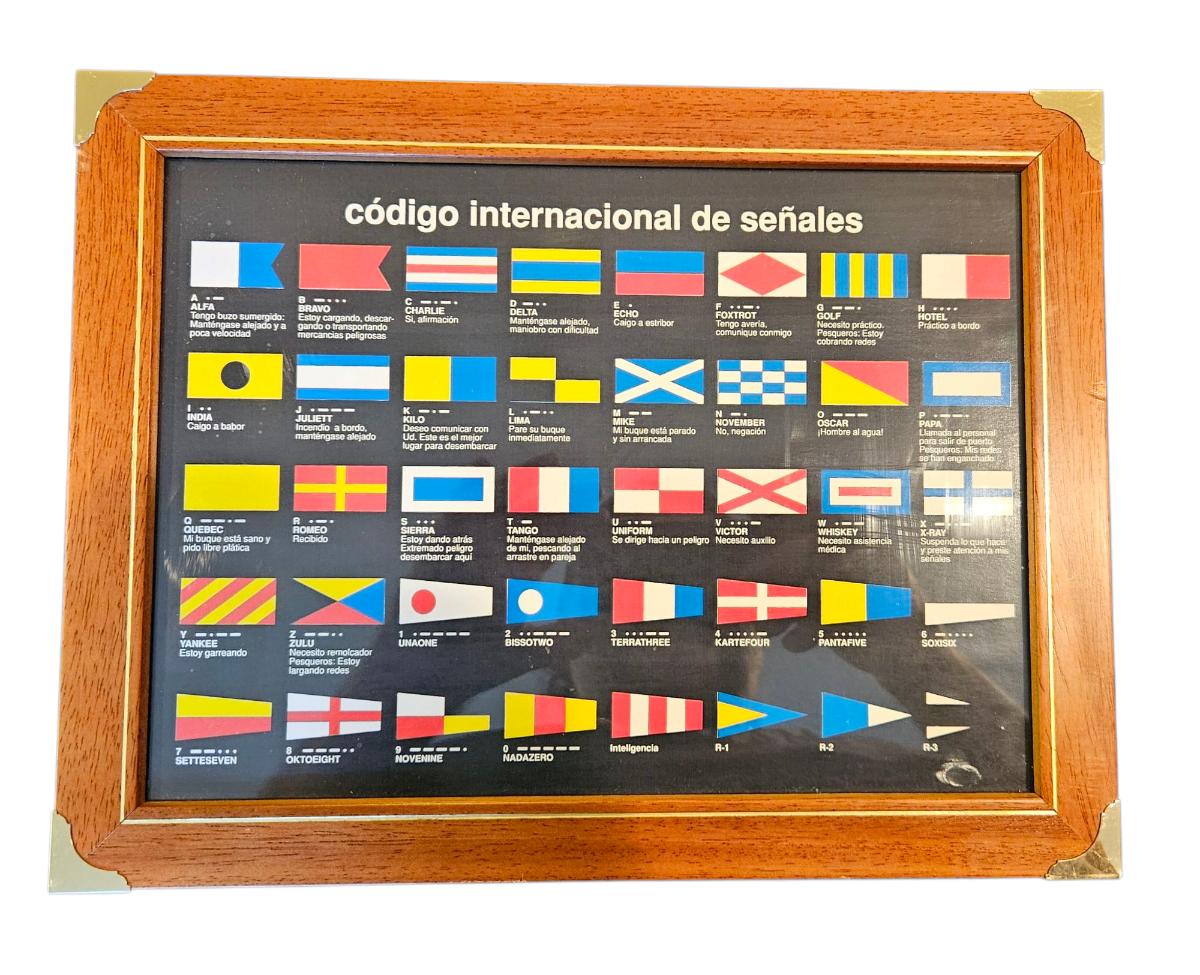 código internacional de señales
A ·—
ALFA
Tengo buzo sumergido:
Manténgase alejado y a
poca velocidad
B —···
BRAVO
Estoy cargando, descar-
gando o transportando
mercancias peligrosas
C —·—·
CHARLIE
Si, afirmación
D —··
DELTA
Manténgase alejado,
maniobro con dificultad
E ·
ECHO
Caigo a estribor
F ··—·
FOXTROT
Tengo avería,
comunique conmigo
G ——·
GOLF
Necesito práctico.
Pesqueros: Estoy
cobrando redes
H ····
HOTEL
Práctico a bordo
I ··
INDIA
Caigo a babor
J ·———
JULIETT
Incendio a bordo,
manténgase alejado
K —·—
KILO
Deseo comunicar con
Ud. Este es el mejor
lugar para desembarcar
L ·—··
LIMA
Pare su buque
inmediatamente
M ——
MIKE
Mi buque está parado
y sin arrancada
N —·
NOVEMBER
No, negación
O ———
OSCAR
¡Hombre al agua!
P ·——·
PAPA
Llamada al personal
para salir de puerto
Pesqueros: Mis redes
se han enganchado
Q ——·—
QUEBEC
Mi buque está sano y
pido libre plática
R ·—·
ROMEO
Recibido
S ···
SIERRA
Estoy dando atrás
Extremado peligro
desembarcar aquí
T —
TANGO
Manténgase alejado
de mi, pescando al
arrastre en pareja
U ··—
UNIFORM
Se dirige hacia un peligro
V ···—
VICTOR
Necesito auxilio
W ·——
WHISKEY
Necesito asistencia
médica
X —··—
X-RAY
Suspenda lo que hace
y preste atención a mis
señales
Y —·——
YANKEE
Estoy garreando
Z ——··
ZULU
Necesito remolcador
Pesqueros: Estoy
largando redes
1 ·————
UNAONE
2 ··———
BISSOTWO
3 ···——
TERRATHREE
4 ····—
KARTEFOUR
5 ·····
PANTAFIVE
6 —····
SOXISIX
7 ——···
SETTESEVEN
8 ———··
OKTOEIGHT
9 ————·
NOVENINE
0 —————
NADAZERO
Inteligencia
R-1
R-2
R-3